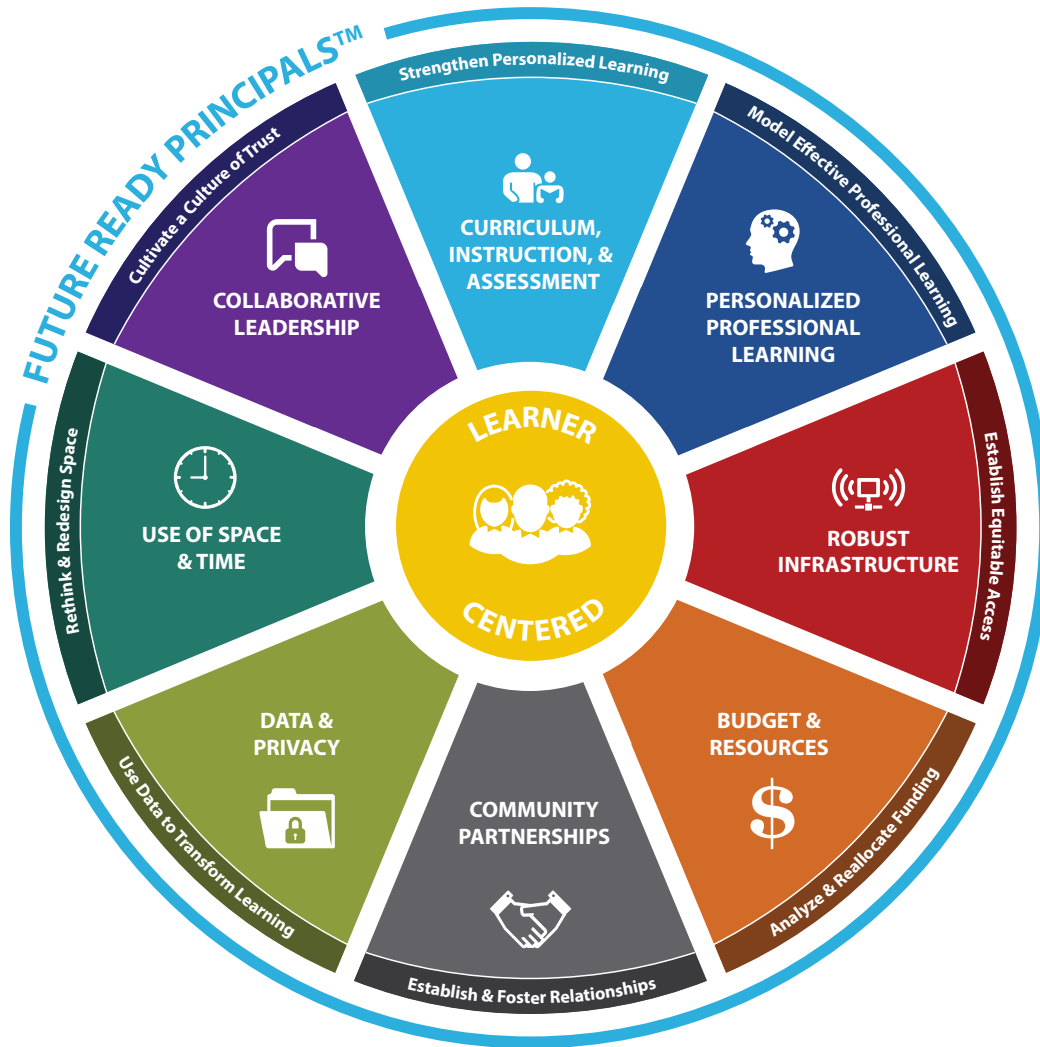 FUTURE READY PRINCIPALS™
Strengthen Personalized Learning
CURRICULUM,
INSTRUCTION, &
ASSESSMENT
Model Effective Professional Learning
PERSONALIZED
PROFESSIONAL
LEARNING
Establish Equitable Access
ROBUST
INFRASTRUCTURE
Analyze & Reallocate Funding
BUDGET &
RESOURCES
$
Establish & Foster Relationships
COMMUNITY
PARTNERSHIPS
Use Data to Transform Learning
DATA &
PRIVACY
Rethink & Redesign Space
USE OF SPACE
& TIME
Cultivate a Culture of Trust
COLLABORATIVE
LEADERSHIP
LEARNER
CENTERED